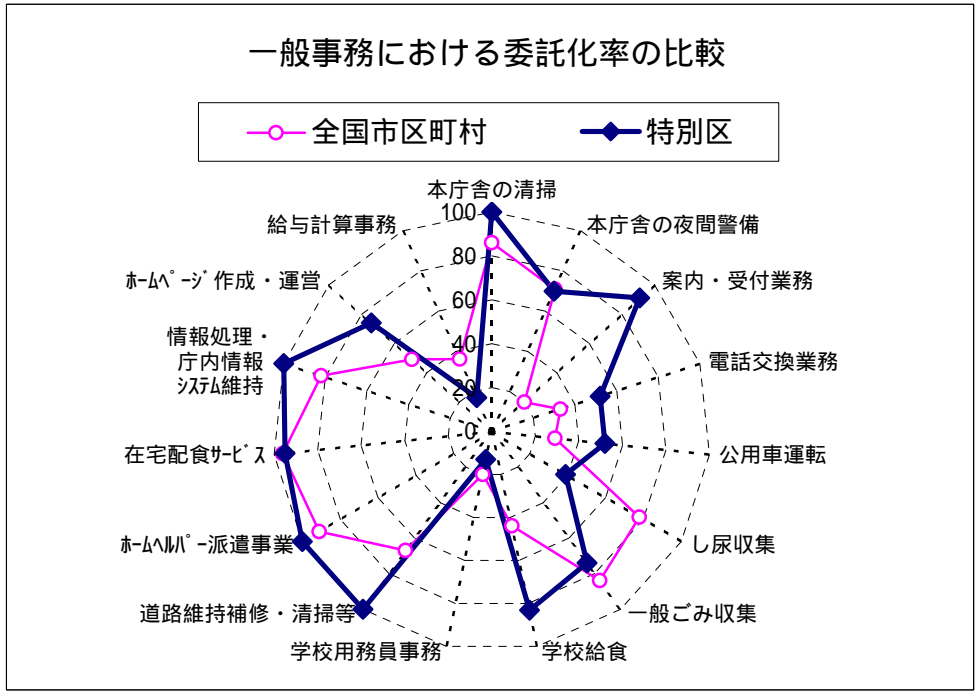 一般事務における委託化率の比較
全国市区町村
特別区
本庁舎の清掃
本庁舎の夜間警備
案内・受付業務
電話交換業務
公用車運転
し尿収集
一般ごみ収集
学校給食
学校用務員事務
道路維持補修・清掃等
ﾎｰﾑﾍﾙﾊﾟｰ派遣事業
在宅配食ｻｰﾋﾞｽ
情報処理・
庁内情報
ｼｽﾃﾑ維持
ﾎｰﾑﾍﾟｰｼﾞ作成・運営
給与計算事務
100
80
60
40
20
0